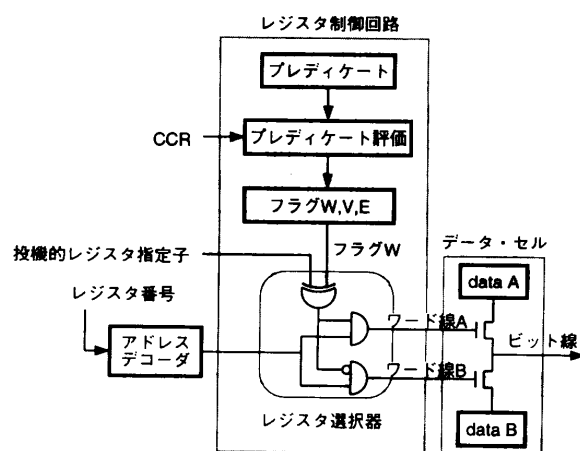 レジスタ制御回路
プレディケート
CCR
プレディケート評価
フラグW,V,E
投機的レジスタ指定子
フラグW
データ・セル
レジスタ番号
data A
ワード線A
アドレス
デコーダ
ビット線
ワード線B
レジスタ選択器
data B